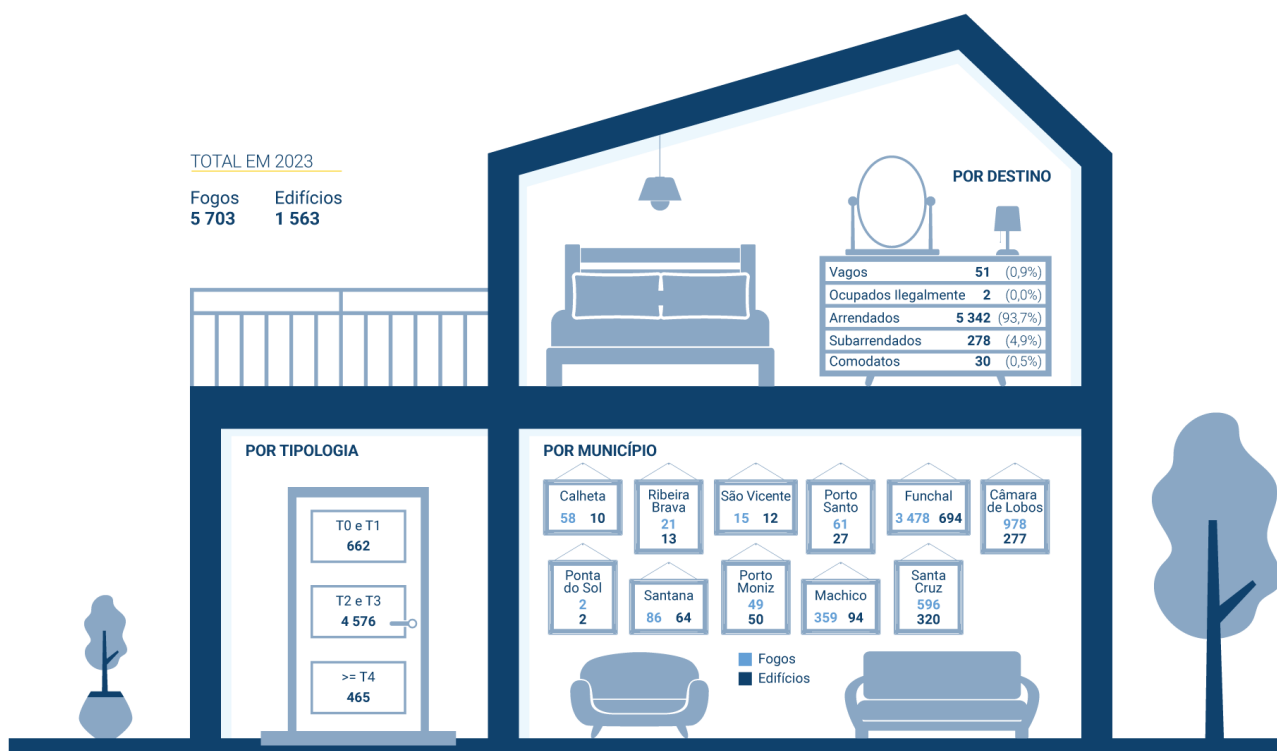 TOTAL EM 2023
Fogos Edifícios
5 703 1 563
POR DESTINO
Vagos 51 (0,9%)
Ocupados Ilegalmente 2 (0,0%)
Arrendados 5 342 (93,7%)
Subarrendados 278 (4,9%)
Comodatos 30 (0,5%)
POR TIPOLOGIA
T0 e T1
662
T2 e T3
4 576
>= T4
465
POR MUNICÍPIO
Calheta
58 10
Ribeira
Brava
21
13
São Vicente
15 12
Porto
Santo
61
27
Funchal
3 478 694
Câmara
de Lobos
978
277
Ponta
do Sol
2
2
Santana
86 64
Porto
Moniz
49
50
Machico
359 94
Santa
Cruz
596
320
Fogos
Edifícios